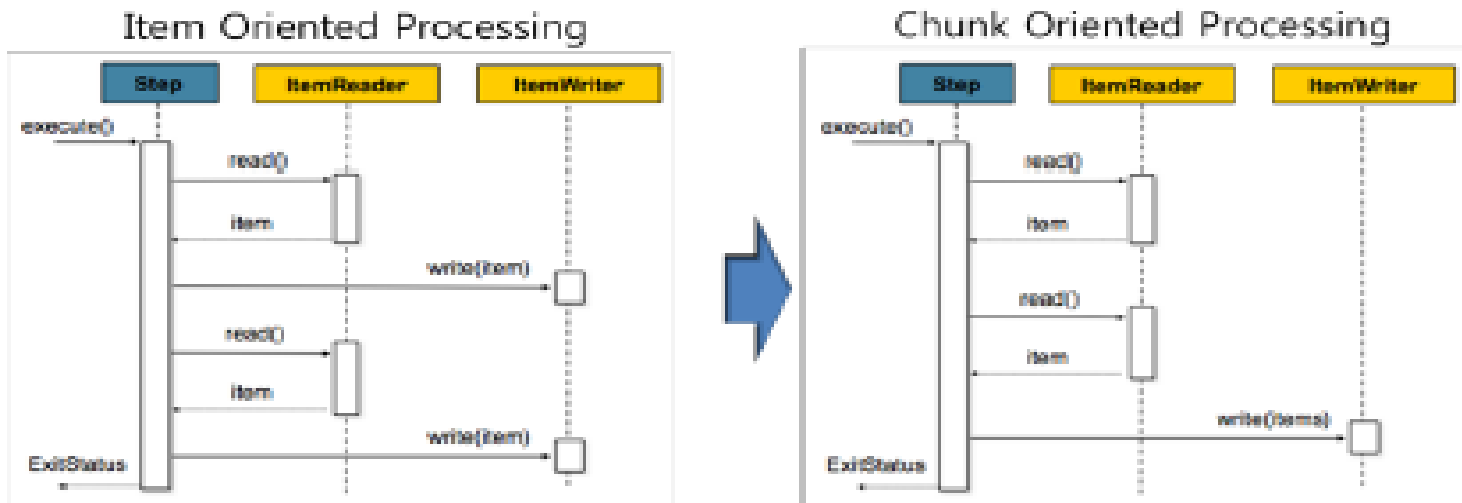 Item Oriented Processing
Step
ItemReader
ItemWriter
execute()
read()
item
write(item)
read()
item
write(item)
ExitStatus
Chunk Oriented Processing
Step
ItemReader
ItemWriter
execute()
read()
item
read()
item
write(items)
ExitStatus